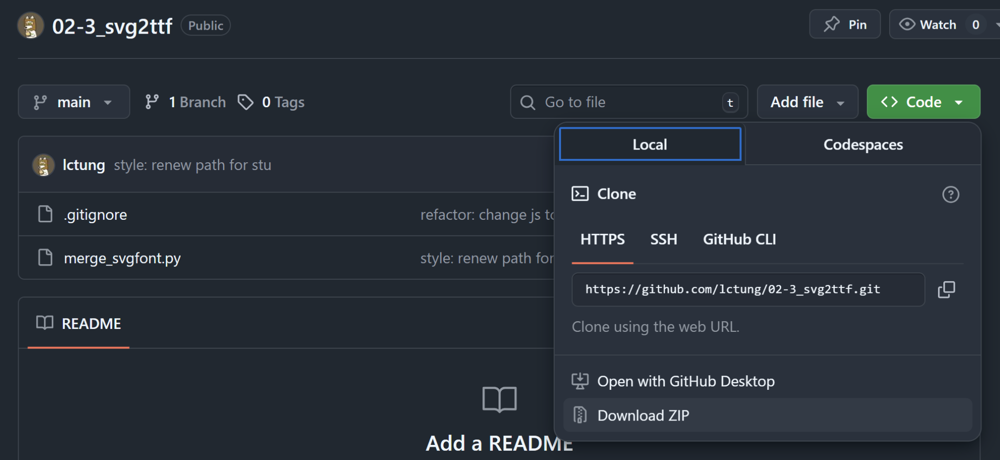 02-3_svg2ttf Public
Pin
Watch 0
main
1 Branch
0 Tags
Go to file t
Add file
Code
Local
Codespaces
lctung style: renew path for stu
.gitignore
refactor: change js
merge_svgfont.py
style: renew path for
README
Add a README
Clone
HTTPS SSH GitHub CLI
https://github.com/lctung/02-3_svg2ttf.git
Clone using the web URL.
Open with GitHub Desktop
Download ZIP